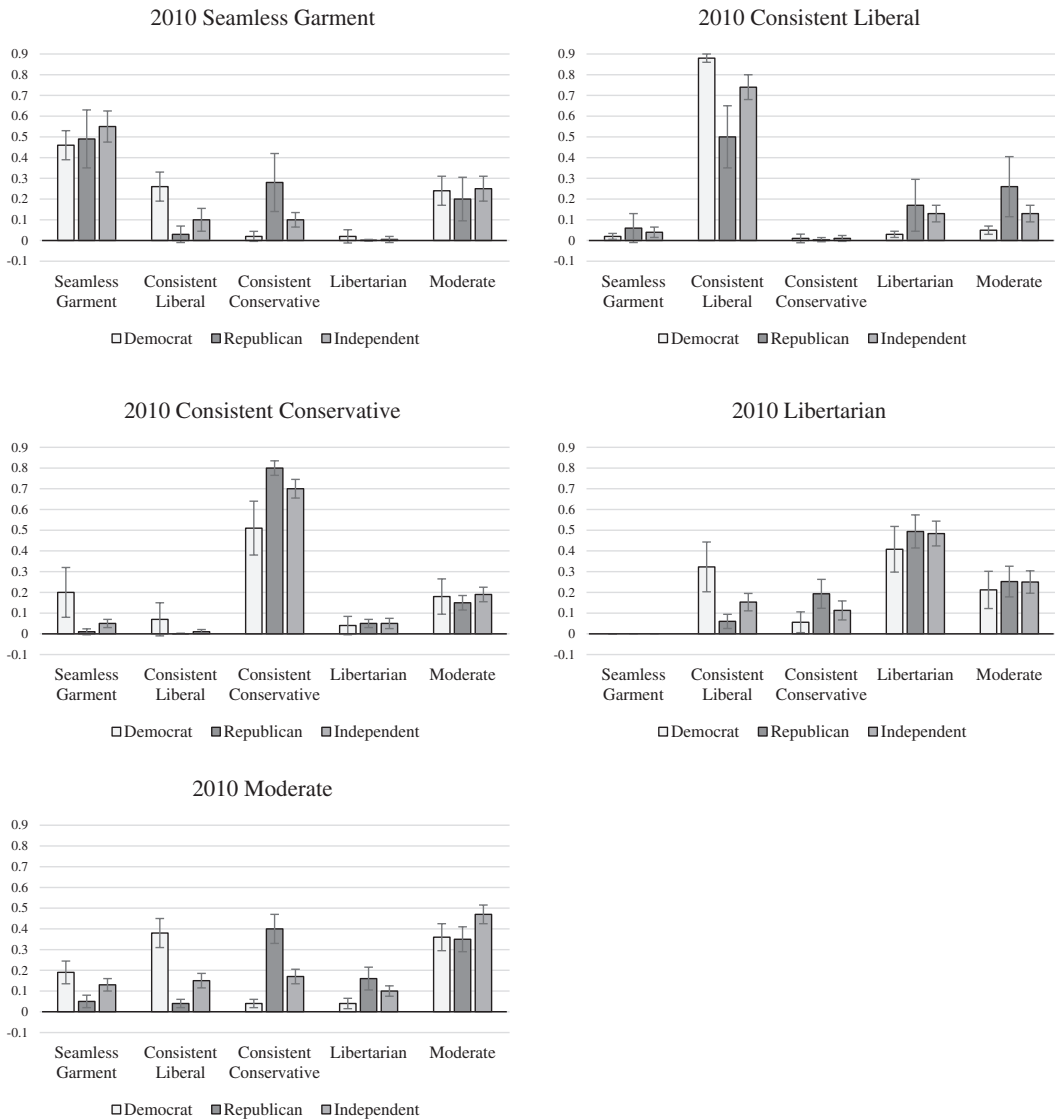 2010 Seamless Garment
0.9
0.8
0.7
0.6
0.5
0.4
0.3
0.2
0.1
0
-0.1
Seamless Garment
Consistent Liberal
Consistent Conservative
Libertarian
Moderate
Democrat Republican Independent
2010 Consistent Liberal
0.9
0.8
0.7
0.6
0.5
0.4
0.3
0.2
0.1
0
-0.1
Seamless Garment
Consistent Liberal
Consistent Conservative
Libertarian
Moderate
Democrat Republican Independent
2010 Consistent Conservative
0.9
0.8
0.7
0.6
0.5
0.4
0.3
0.2
0.1
0
-0.1
Seamless Garment
Consistent Liberal
Consistent Conservative
Libertarian
Moderate
Democrat Republican Independent
2010 Libertarian
0.9
0.8
0.7
0.6
0.5
0.4
0.3
0.2
0.1
0
-0.1
Seamless Garment
Consistent Liberal
Consistent Conservative
Libertarian
Moderate
Democrat Republican Independent
2010 Moderate
0.9
0.8
0.7
0.6
0.5
0.4
0.3
0.2
0.1
0
-0.1
Seamless Garment
Consistent Liberal
Consistent Conservative
Libertarian
Moderate
Democrat Republican Independent